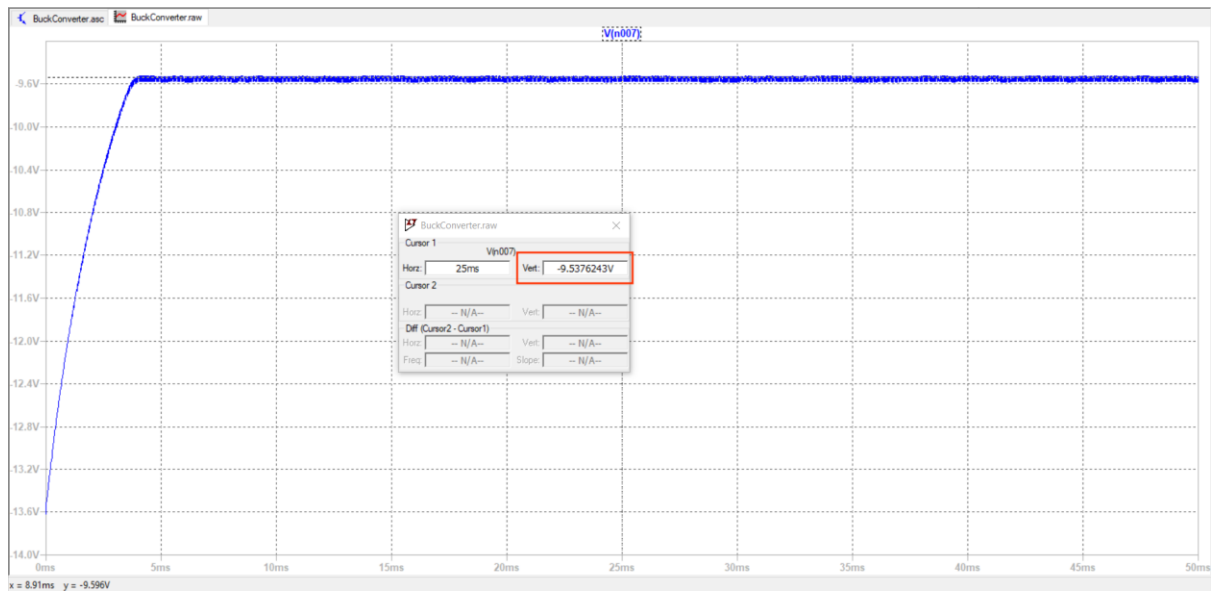 BuckConverter.asc BuckConverter.raw
V(n007)
-9.6V
-10.0V
-10.4V
-10.8V
-11.2V
-11.6V
-12.0V
-12.4V
-12.8V
-13.2V
-13.6V
-14.0V
BuckConverter.raw
Cursor 1
V(n007)
Horz: 25ms Vert: -9.5376243V
Cursor 2
Horz: -- N/A-- Vert: -- N/A--
Diff (Cursor2 - Cursor1)
Horz: -- N/A-- Vert: -- N/A--
Freq: -- N/A-- Slope: -- N/A--
0ms 5ms 10ms 15ms 20ms 25ms 30ms 35ms 40ms 45ms 50ms
x = 8.91ms y = -9.596V